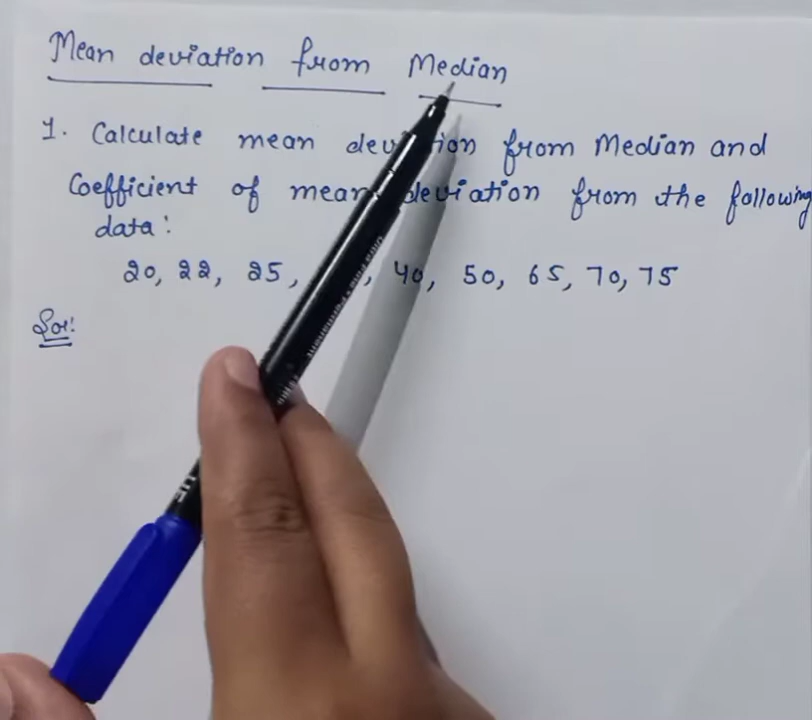 Mean deviation from Median
1. Calculate mean deviation from Median and
Coefficient of mean deviation from the following
data:
20, 22, 25, , 40, 50, 65, 70, 75
Sol: